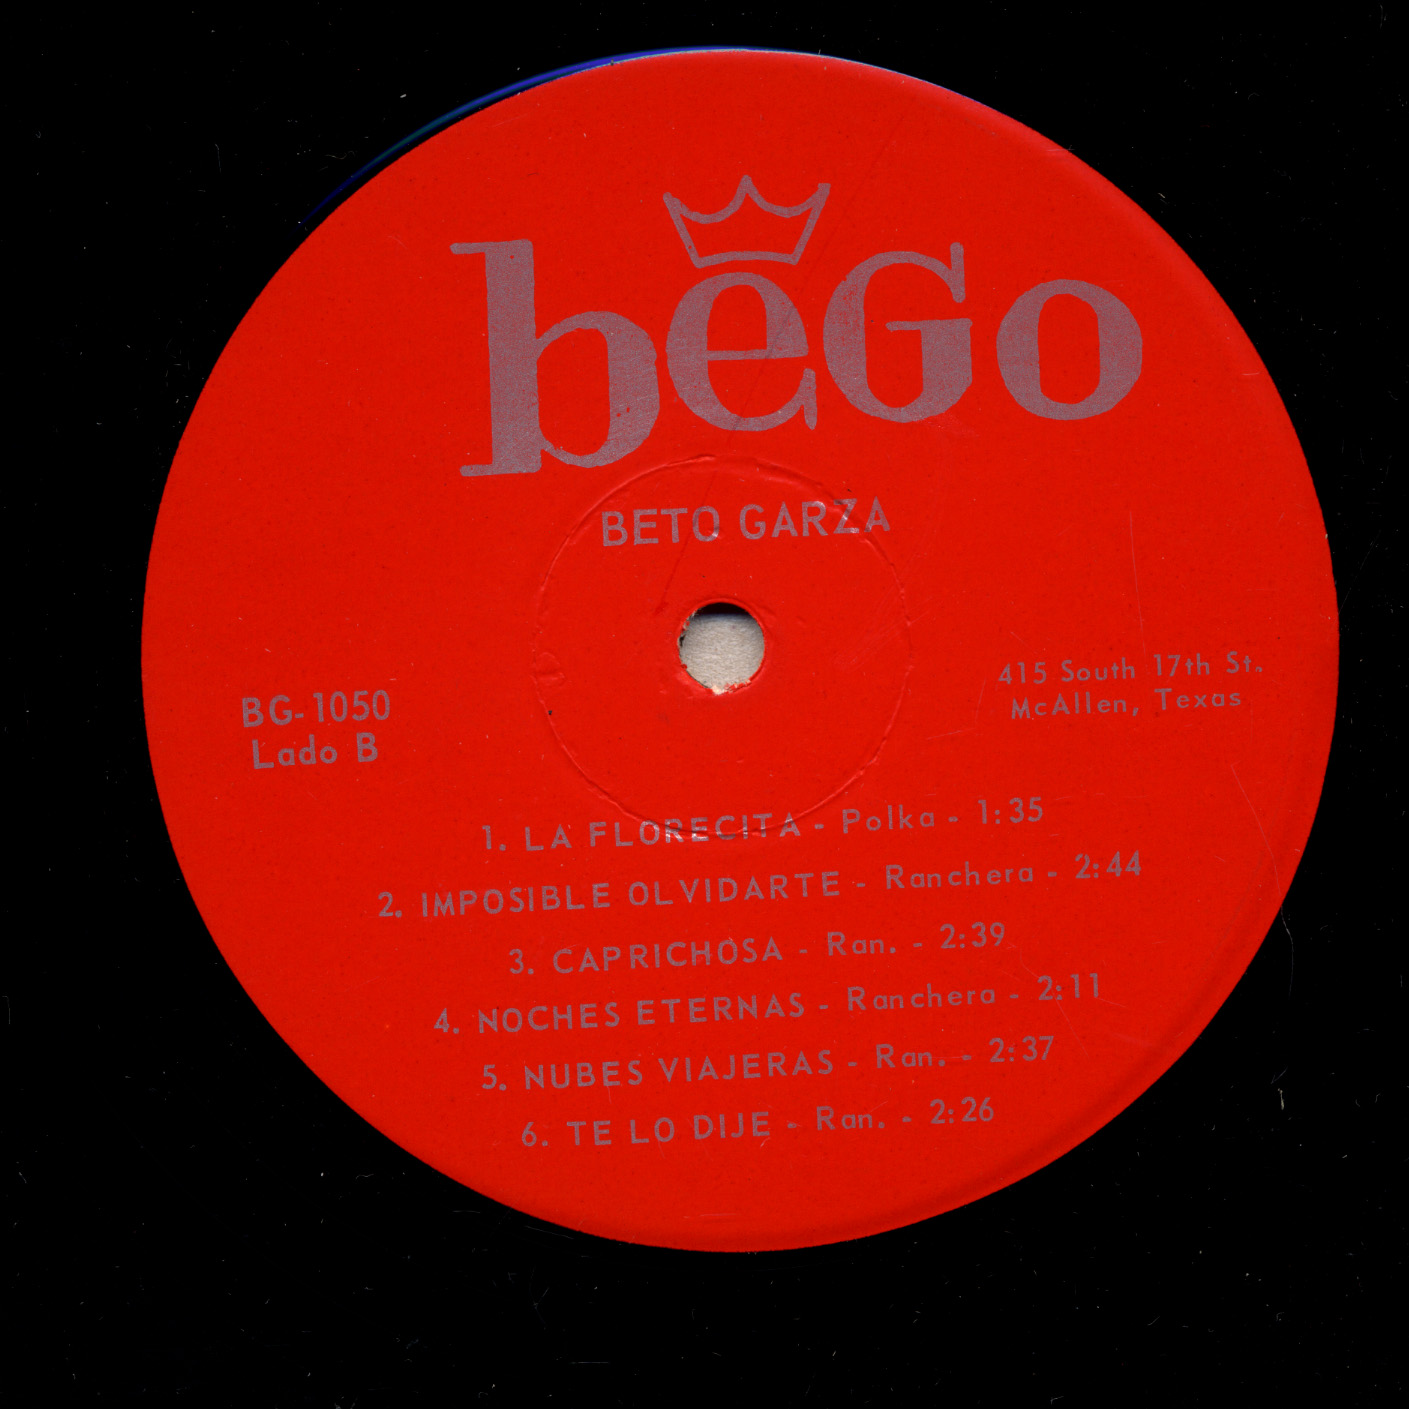 beGo
BETO GARZA
415 South 17th St.
McAllen, Texas
BG-1050
Lado B
1. LA FLORECITA - Polka - 1:35
2. IMPOSIBLE OLVIDARTE - Ranchera - 2:44
3. CAPRICHOSA - Ran. - 2:39
4. NOCHES ETERNAS - Ranchera - 2:11
5. NUBES VIAJERAS - Ran. - 2:37
6. TE LO DIJE - Ran. - 2:26